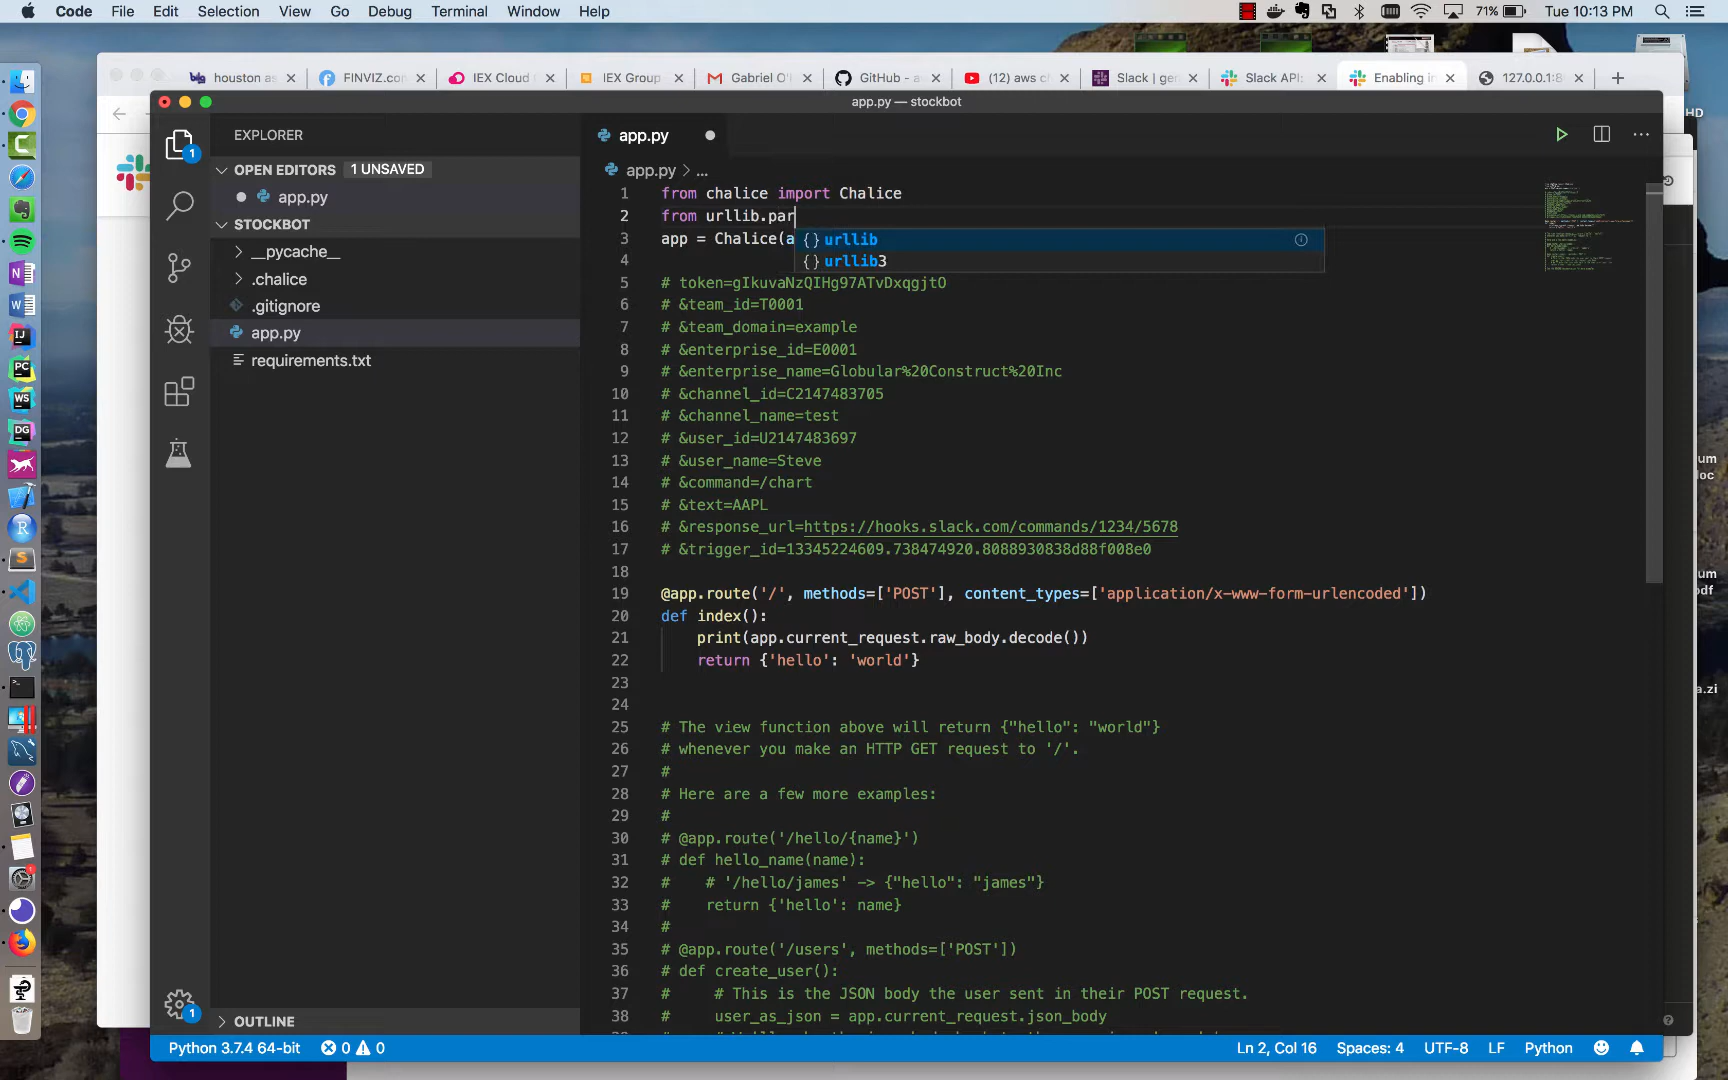 Code File Edit Selection View Go Debug Terminal Window Help 71% Tue 10:13 PM
houston as FINVIZ.co IEX Cloud IEX Group Gabriel O'l GitHub - a (12) aws c Slack | ge Slack API: Enabling i 127.0.0.1:8
HD
app.py — stockbot
EXPLORER
app.py
OPEN EDITORS 1 UNSAVED
app.py > ...
app.py
STOCKBOT
__pycache__
.chalice
.gitignore
app.py
requirements.txt
1 from chalice import Chalice
2 from urllib.par
3 app = Chalice(a
urllib
urllib3
4
5 # token=gIkuvaNzQIHg97ATvDxqgjtO
6 # &team_id=T0001
7 # &team_domain=example
8 # &enterprise_id=E0001
9 # &enterprise_name=Globular%20Construct%20Inc
10 # &channel_id=C2147483705
11 # &channel_name=test
12 # &user_id=U2147483697
13 # &user_name=Steve
14 # &command=/chart
15 # &text=AAPL
16 # &response_url=https://hooks.slack.com/commands/1234/5678
17 # &trigger_id=13345224609.738474920.8088930838d88f008e0
18
19 @app.route('/', methods=['POST'], content_types=['application/x-www-form-urlencoded'])
20 def index():
21 print(app.current_request.raw_body.decode())
22 return {'hello': 'world'}
23
24
25 # The view function above will return {"hello": "world"}
26 # whenever you make an HTTP GET request to '/'.
27 #
28 # Here are a few more examples:
29 #
30 # @app.route('/hello/{name}')
31 # def hello_name(name):
32 # # '/hello/james' -> {"hello": "james"}
33 # return {'hello': name}
34 #
35 # @app.route('/users', methods=['POST'])
36 # def create_user():
37 # # This is the JSON body the user sent in their POST request.
38 # user_as_json = app.current_request.json_body
OUTLINE
Python 3.7.4 64-bit 0 0 Ln 2, Col 16 Spaces: 4 UTF-8 LF Python
um
oc
um
df
a.zi